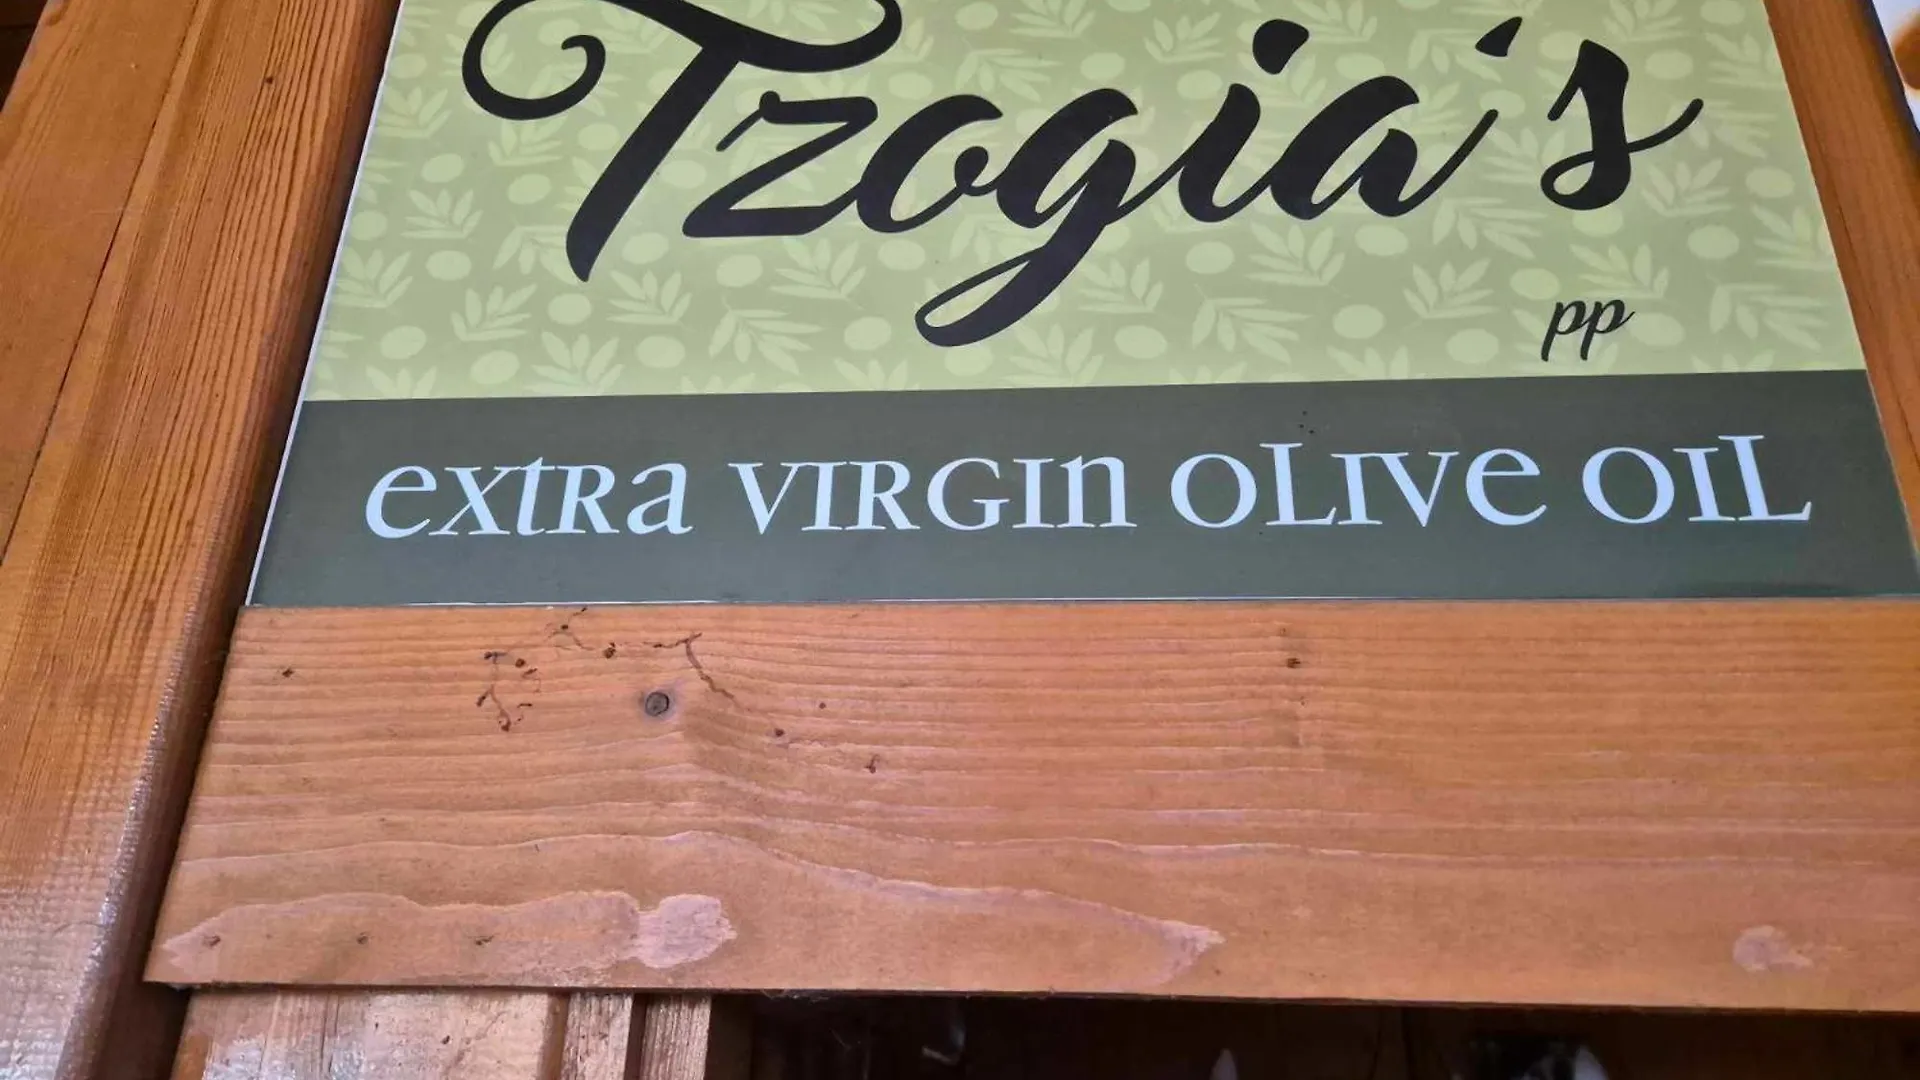 Tzogia's
pp
extra virgin olive oil